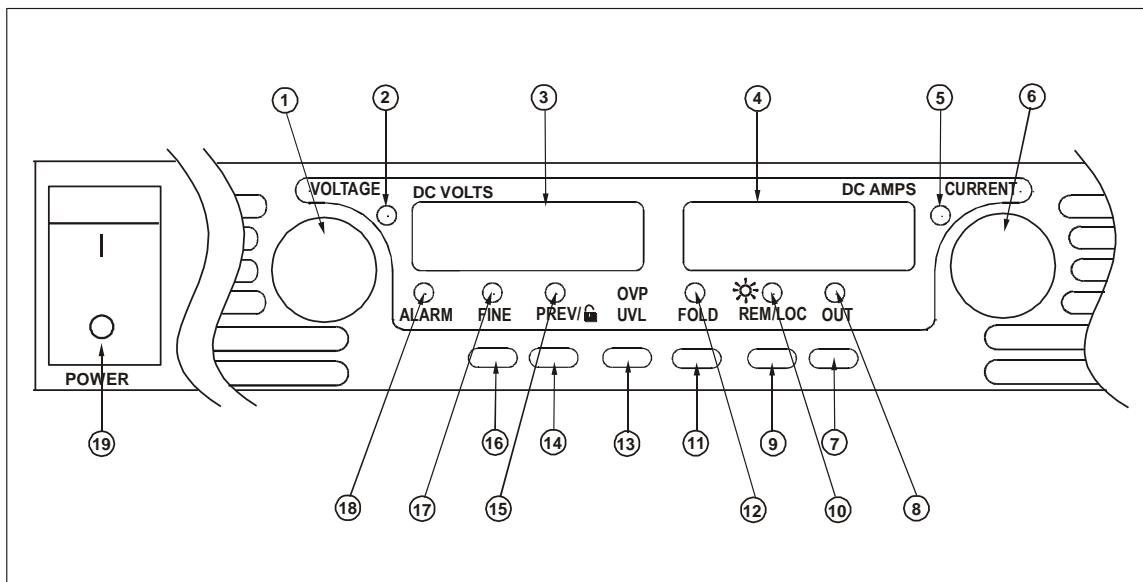 1 2 3 4 5 6
VOLTAGE DC VOLTS DC AMPS CURRENT
I
OVP
ALARM FINE PREV/ UVL FOLD REM/LOC OUT
POWER
19 16 14 13 11 9 7
18 17 15 12 10 8